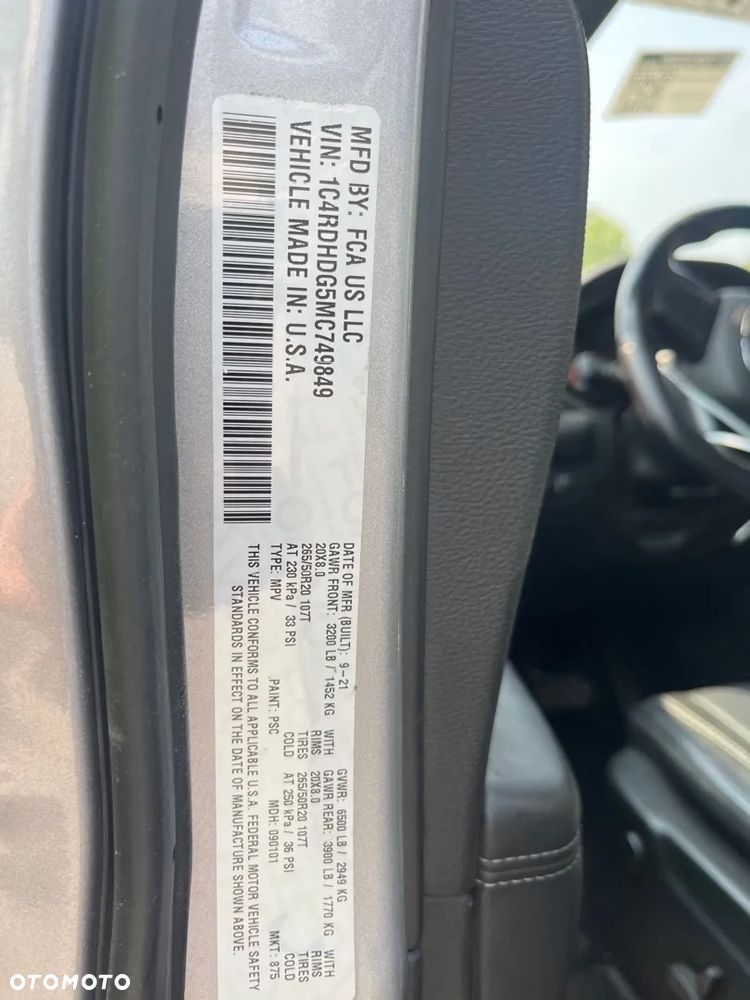 MFD BY: FCA US LLC
VIN: 1C4RDHDG5MC749849
VEHICLE MADE IN: U.S.A.
DATE OF MFR (BUILT): 9-21 GVWR: 6500 LB / 2949 KG
GAWR FRONT: 3200 LB / 1452 KG WITH GAWR REAR: 3900 LB / 1770 KG WITH
20X8.0 RIMS 20X8.0 RIMS
265/50R20 107T TIRES 265/50R20 107T TIRES
AT 230 kPa / 33 PSI COLD AT 250 kPa / 36 PSI COLD
TYPE: MPV PAINT: PSC MDH: 090101 MKT: 875
THIS VEHICLE CONFORMS TO ALL APPLICABLE U.S.A. FEDERAL MOTOR VEHICLE SAFETY
STANDARDS IN EFFECT ON THE DATE OF MANUFACTURE SHOWN ABOVE.
OTOMOTO